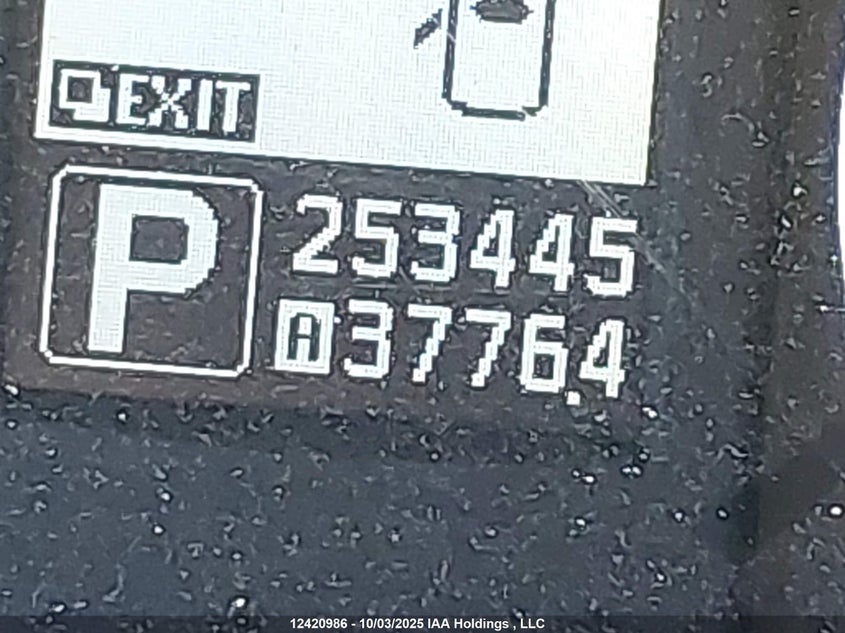 EXIT
P
253445
A 3776.4
12420986 - 10/03/2025 IAA Holdings , LLC